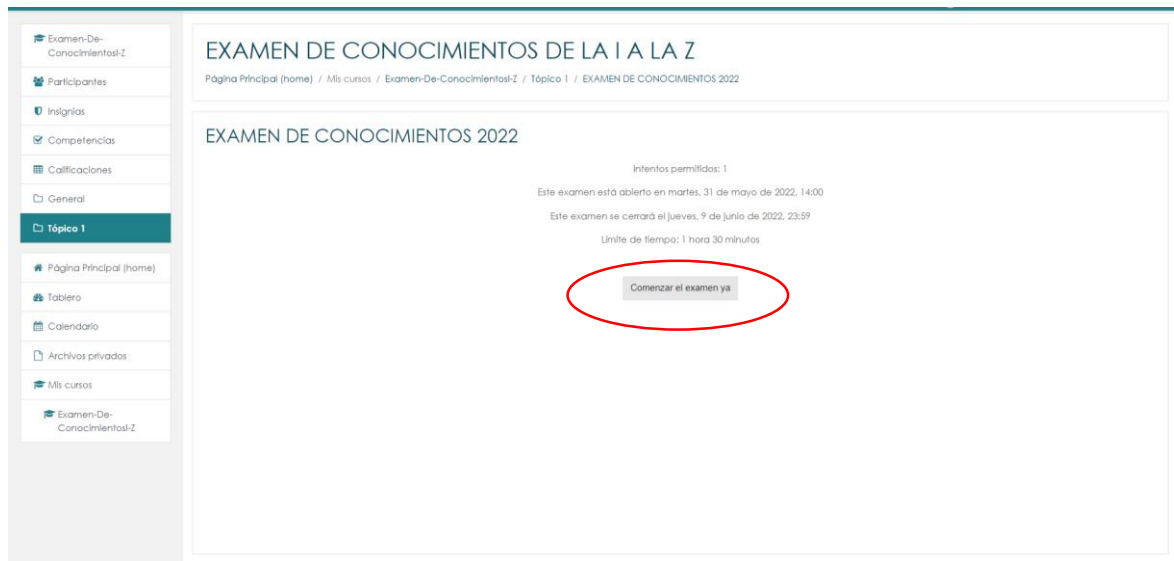 Examen-De-
ConocimientosI-Z
Participantes
Insignias
Competencias
Calificaciones
General
Tópico 1
Página Principal (home)
Tablero
Calendario
Archivos privados
Mis cursos
Examen-De-
ConocimientosI-Z
EXAMEN DE CONOCIMIENTOS DE LA I A LA Z
Página Principal (home) / Mis cursos / Examen-De-ConocimientosI-Z / Tópico 1 / EXAMEN DE CONOCIMIENTOS 2022
EXAMEN DE CONOCIMIENTOS 2022
Intentos permitidos: 1
Este examen está abierto en martes, 31 de mayo de 2022, 14:00
Este examen se cerrará el jueves, 9 de junio de 2022, 23:59
Límite de tiempo: 1 hora 30 minutos
Comenzar el examen ya